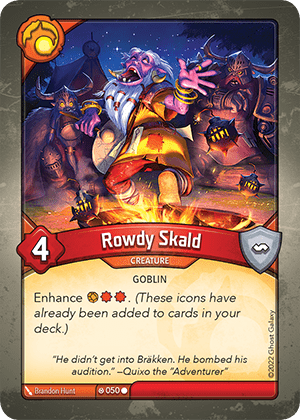 Rowdy Skald
4
CREATURE
GOBLIN
Enhance . (These icons have
already been added to cards in your
deck.)
“He didn’t get into Bräkken. He bombed
his audition.” –Quixo the “Adventurer”
Brandon Hunt
050
©2022 Ghost Galaxy